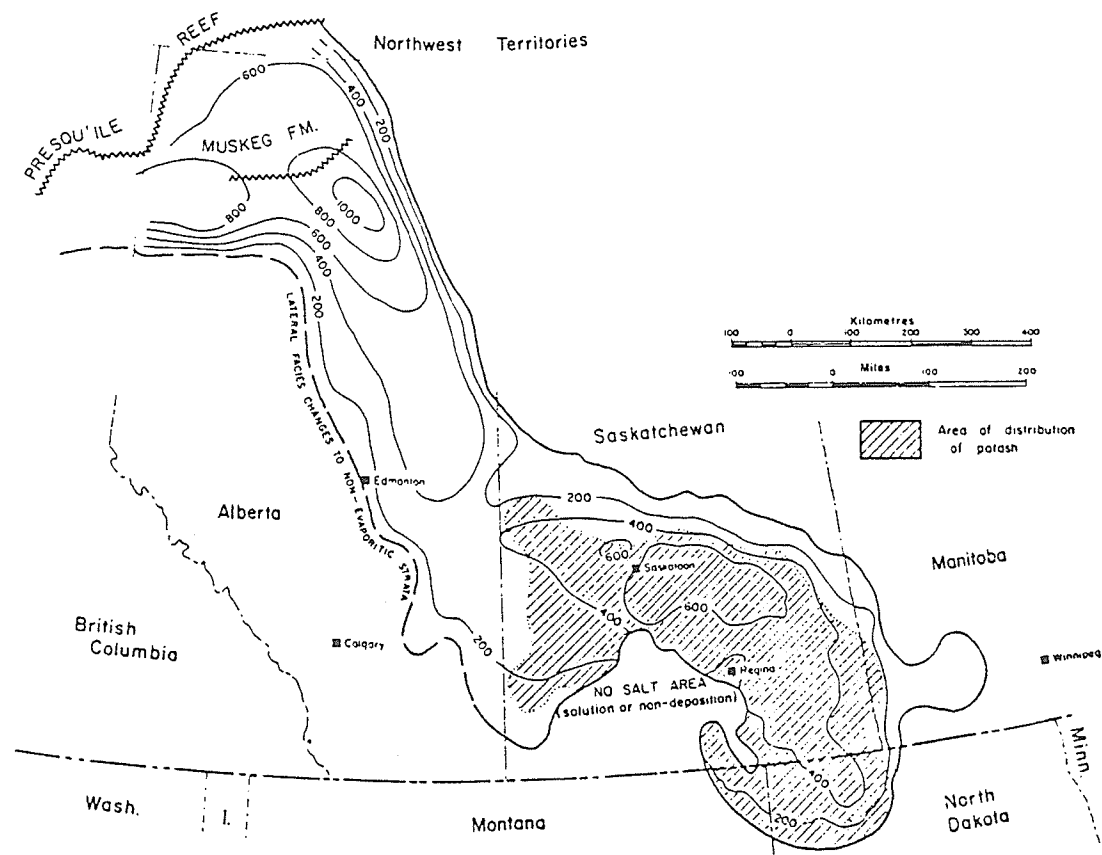 REEF
Northwest Territories
PRESQU'ILE
600
400
200
MUSKEG FM.
800
800
1000
600
400
200
LATERAL FACIES CHANGES TO NON-EVAPORITIC STRATA
Kilometres
100 0 100 200 300 400
Miles
100 0 100 200
Saskatchewan
Area of distribution
of potash
Edmonton
Alberta
200
400
600
Saskatoon
Manitoba
600
400
British
Columbia
Calgary
200
Regina
Winnipeg
NO SALT AREA
(solution or non-deposition)
Minn
400
200
Wash.
I.
Montana
North
Dakota